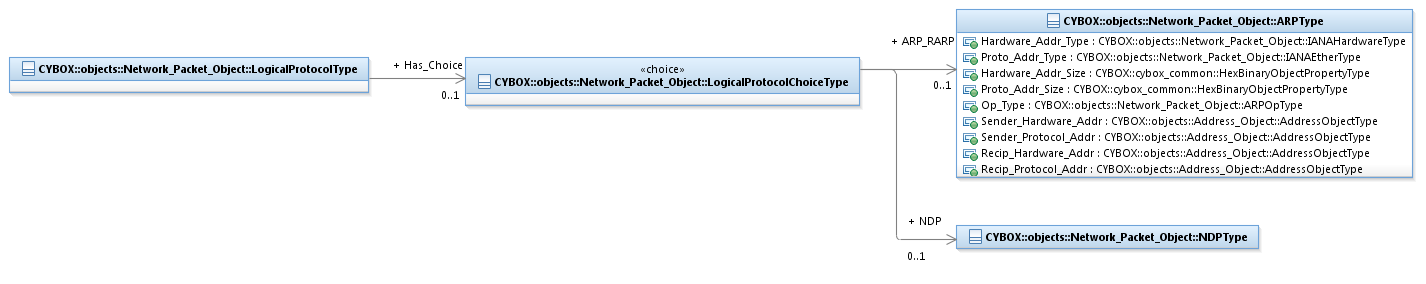 CYBOX::objects::Network_Packet_Object::LogicalProtocolType
+ Has_Choice
0..1
«choice»
CYBOX::objects::Network_Packet_Object::LogicalProtocolChoiceType
+ ARP_RARP
0..1
CYBOX::objects::Network_Packet_Object::ARPType
Hardware_Addr_Type : CYBOX::objects::Network_Packet_Object::IANAHardwareType
Proto_Addr_Type : CYBOX::objects::Network_Packet_Object::IANAEtherType
Hardware_Addr_Size : CYBOX::cybox_common::HexBinaryObjectPropertyType
Proto_Addr_Size : CYBOX::cybox_common::HexBinaryObjectPropertyType
Op_Type : CYBOX::objects::Network_Packet_Object::ARPOpType
Sender_Hardware_Addr : CYBOX::objects::Address_Object::AddressObjectType
Sender_Protocol_Addr : CYBOX::objects::Address_Object::AddressObjectType
Recip_Hardware_Addr : CYBOX::objects::Address_Object::AddressObjectType
Recip_Protocol_Addr : CYBOX::objects::Address_Object::AddressObjectType
+ NDP
0..1
CYBOX::objects::Network_Packet_Object::NDPType